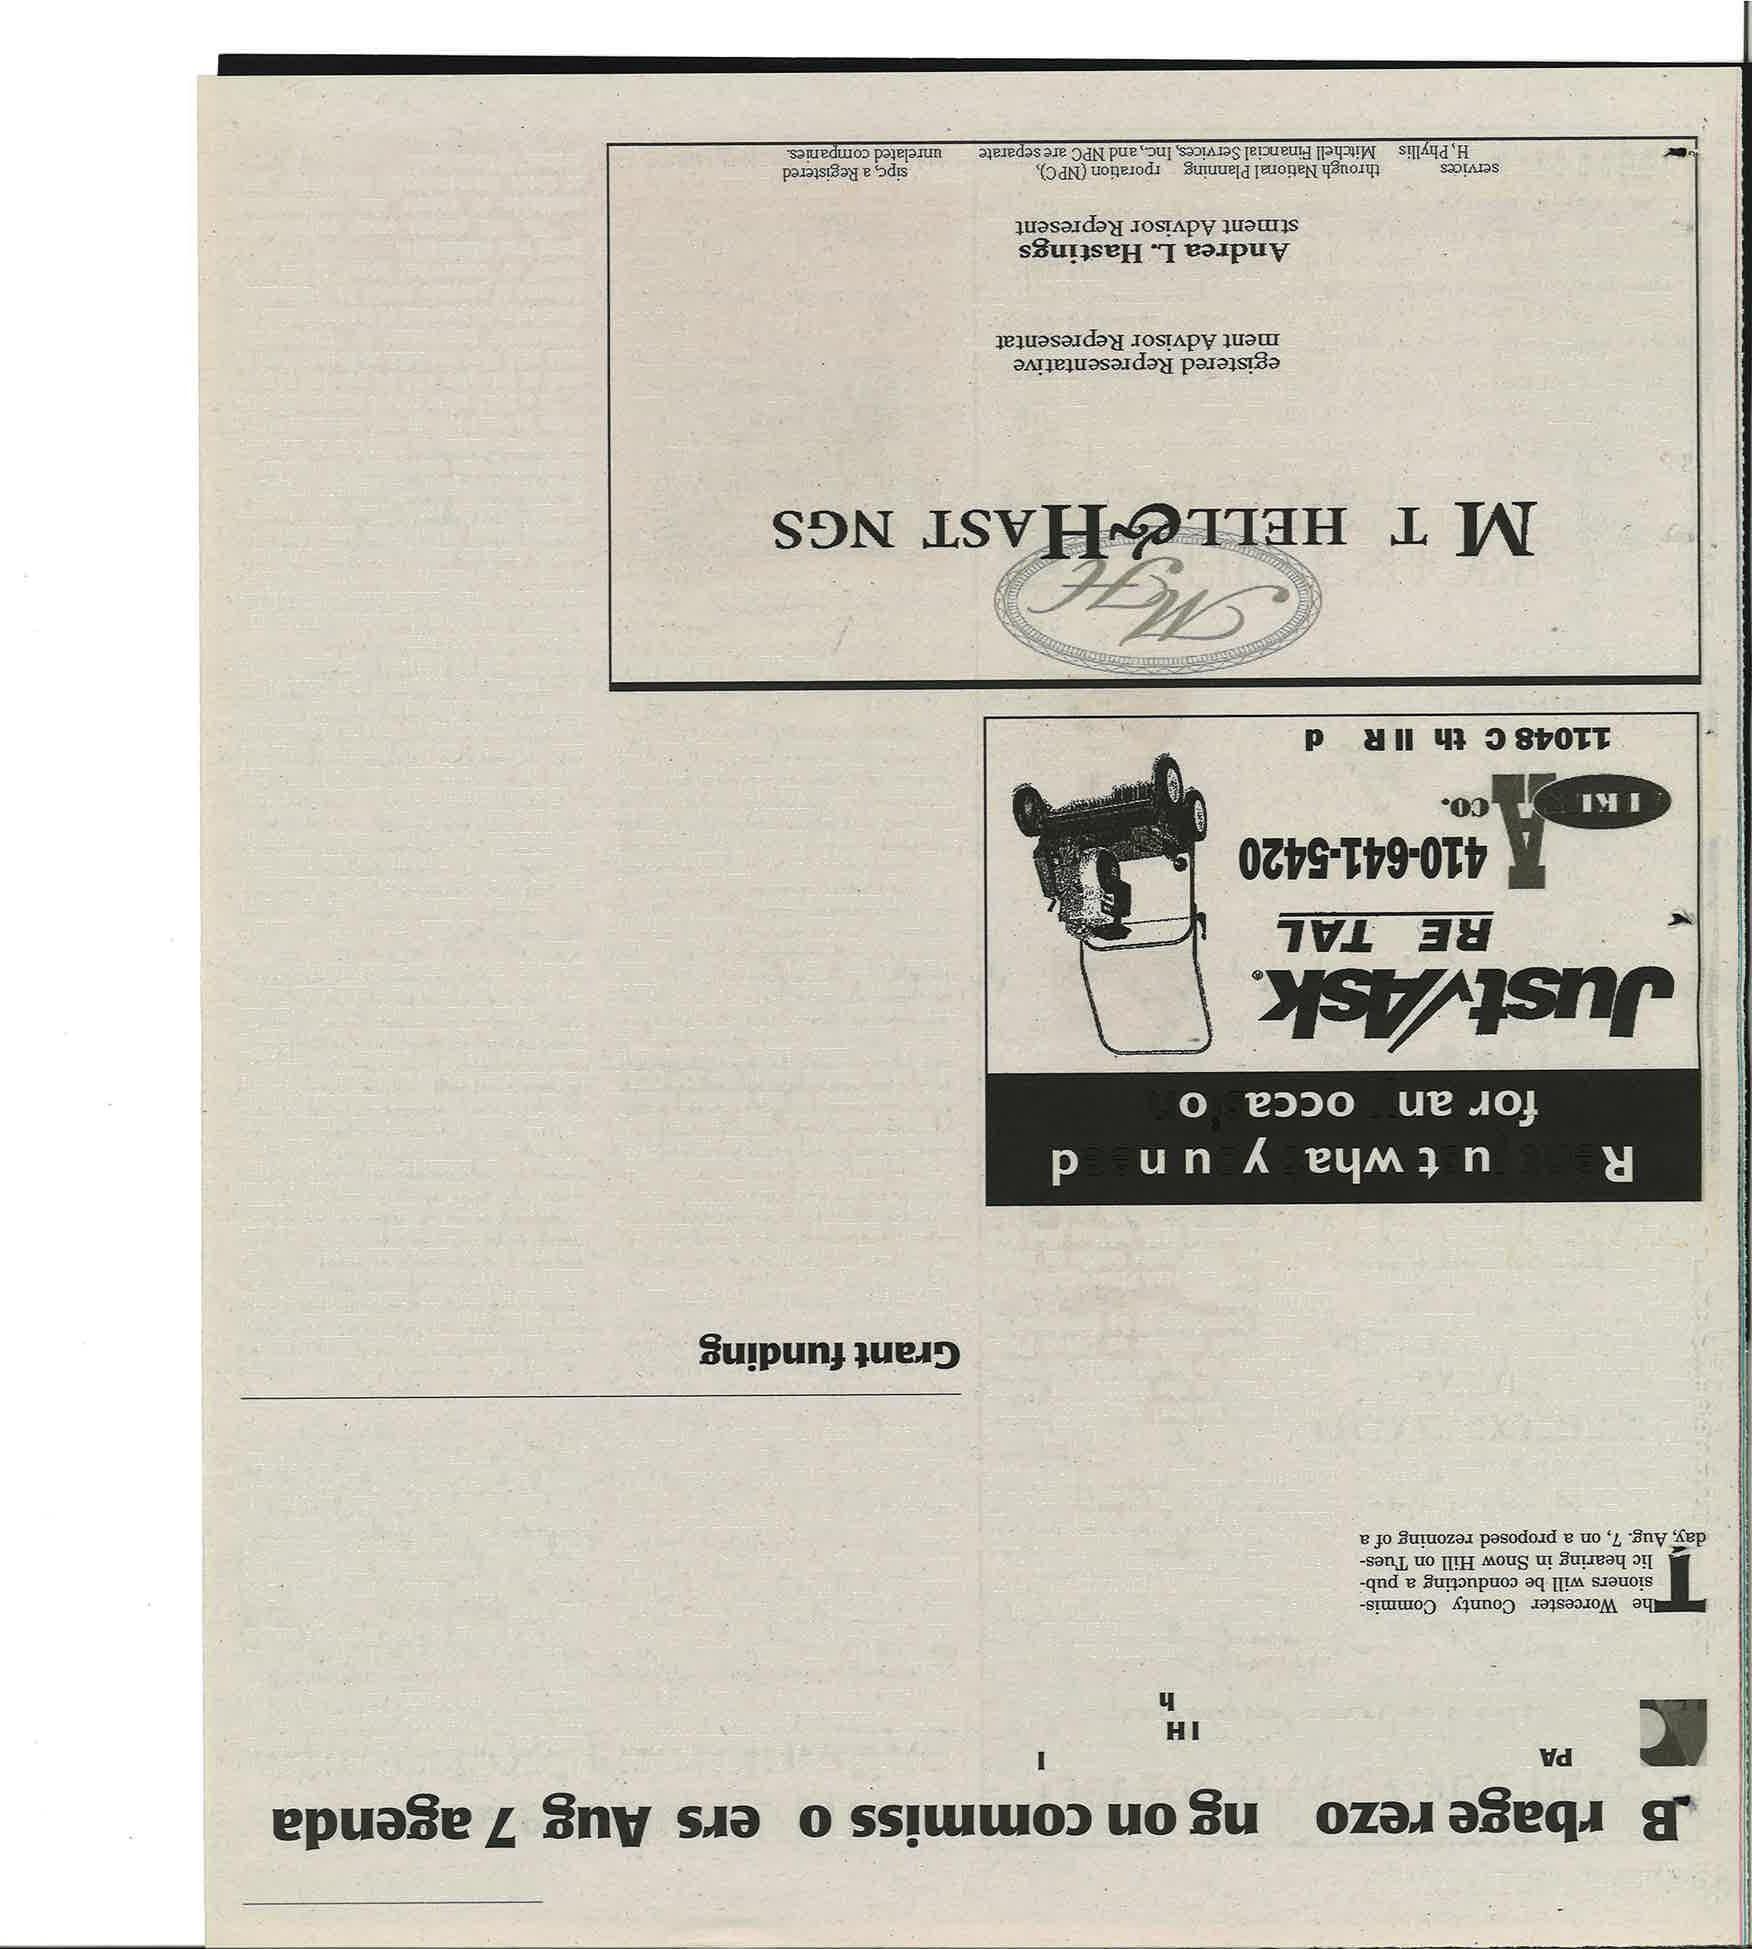 B rbage rezo ng on commiss o ers Aug 7 agenda
PA
I
I H
h
The Worcester County Commis-
sioners will be conducting a pub-
lic hearing in Snow Hill on Tues-
day, Aug. 7, on a proposed rezoning of a
Grant funding
R u t wha y u n d
for an occa o
Just Ask®
RE TAL
410-641-5420
A
I KI
CO.
11048 C th ll R d
MH
M T HELL & HAST NGS
egistered Representative
ment Advisor Representat
Andrea L. Hastings
stment Advisor Represent
services through National Planning rporation (NPC), sipc, a Registered
H, Phyllis Mitchell Financial Services, Inc., and NPC are separate unrelated companies.